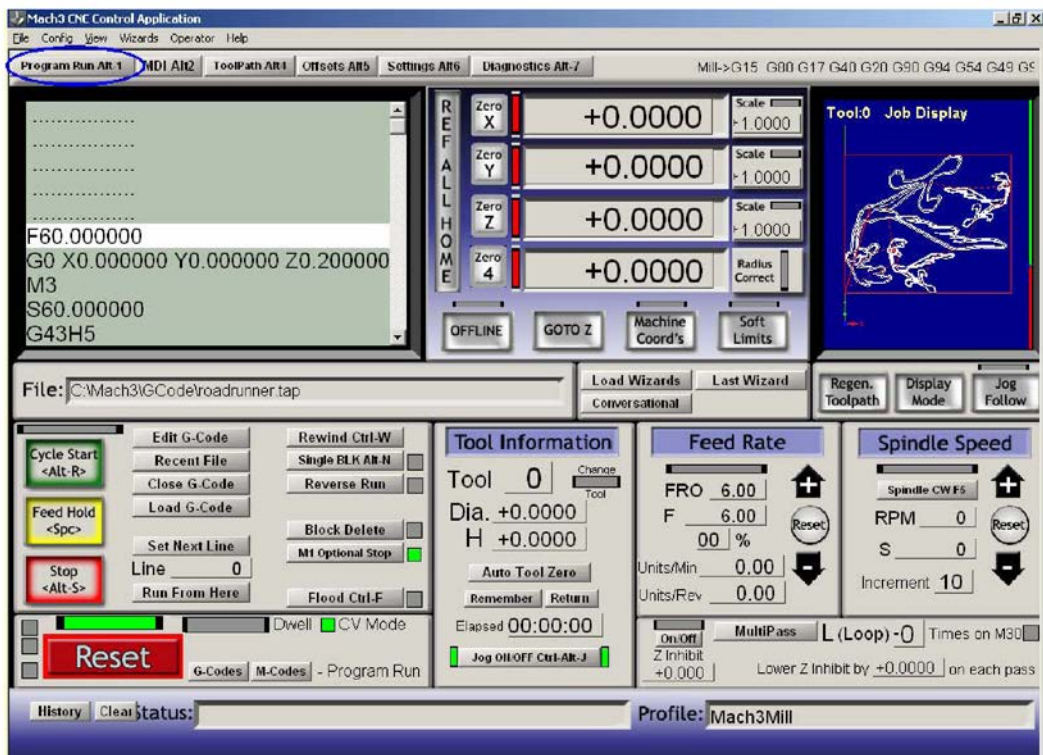 Mach3 CNC Control Application
File Config View Wizards Operator Help
Program Run Alt-1 MDI Alt2 ToolPath Alt4 Offsets Alt5 Settings Alt6 Diagnostics Alt-7 Mill->G15 G80 G17 G40 G20 G90 G94 G54 G49 G9
................
................
................
................
F60.000000
G0 X0.000000 Y0.000000 Z0.200000
M3
S60.000000
G43H5
REF ALL HOME
Zero X +0.0000 Scale +1.0000
Zero Y +0.0000 Scale +1.0000
Zero Z +0.0000 Scale +1.0000
Zero 4 +0.0000 Radius Correct
OFFLINE GOTO Z Machine Coord's Soft Limits
Tool:0 Job Display
File: C:\Mach3\GCode\roadrunner.tap
Load Wizards Last Wizard
Conversational
Regen. Toolpath Display Mode Jog Follow
Cycle Start <Alt-R>
Feed Hold <Spc>
Stop <Alt-S>
Edit G-Code Rewind Ctrl-W
Recent File Single BLK Alt-N
Close G-Code Reverse Run
Load G-Code
Block Delete
Set Next Line M1 Optional Stop
Line 0
Run From Here Flood Ctrl-F
Dwell CV Mode
Reset
G-Codes M-Codes - Program Run
Tool Information
Tool 0 Change Tool
Dia. +0.0000
H +0.0000
Auto Tool Zero
Remember Return
Elapsed 00:00:00
Jog ON/OFF Ctrl-Alt-J
Feed Rate
FRO 6.00
F 6.00 Reset
00 %
Units/Min 0.00
Units/Rev 0.00
Spindle Speed
Spindle CW F5
RPM 0 Reset
S 0
Increment 10
On/Off MultiPass L (Loop) -0 Times on M30
Z Inhibit
+0.000 Lower Z Inhibit by +0.0000 on each pass
History Clear Status: Profile: Mach3Mill